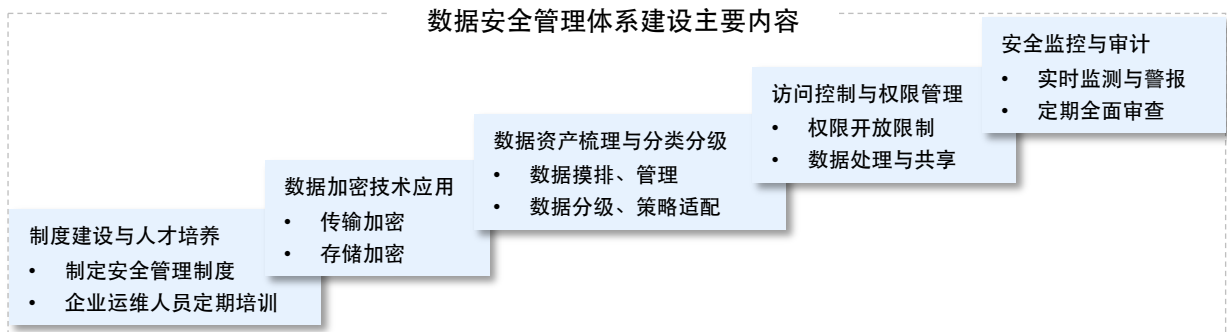 数据安全管理体系建设主要内容
制度建设与人才培养
• 制定安全管理制度
• 企业运维人员定期培训
数据加密技术应用
• 传输加密
• 存储加密
数据资产梳理与分类分级
• 数据摸排、管理
• 数据分级、策略适配
访问控制与权限管理
• 权限开放限制
• 数据处理与共享
安全监控与审计
• 实时监测与警报
• 定期全面审查